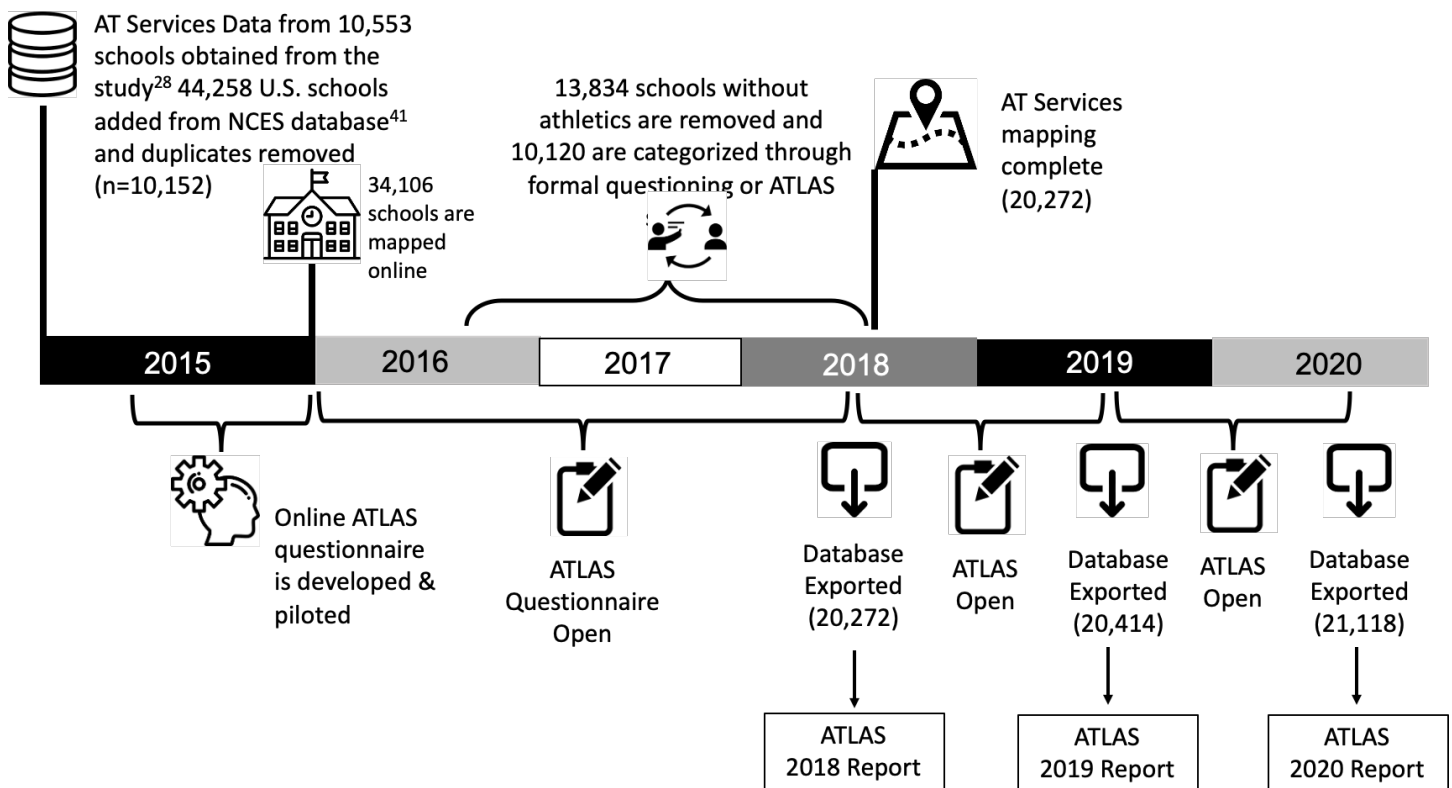 AT Services Data from 10,553
schools obtained from the
study28 44,258 U.S. schools
added from NCES database41
and duplicates removed
(n=10,152)
34,106
schools are
mapped
online
13,834 schools without
athletics are removed and
10,120 are categorized through
formal questioning or ATLAS
AT Services
mapping
complete
(20,272)
2015
2016
2017
2018
2019
2020
Online ATLAS
questionnaire
is developed &
piloted
ATLAS
Questionnaire
Open
Database
Exported
(20,272)
ATLAS
Open
Database
Exported
(20,414)
ATLAS
Open
Database
Exported
(21,118)
ATLAS
2018 Report
ATLAS
2019 Report
ATLAS
2020 Report